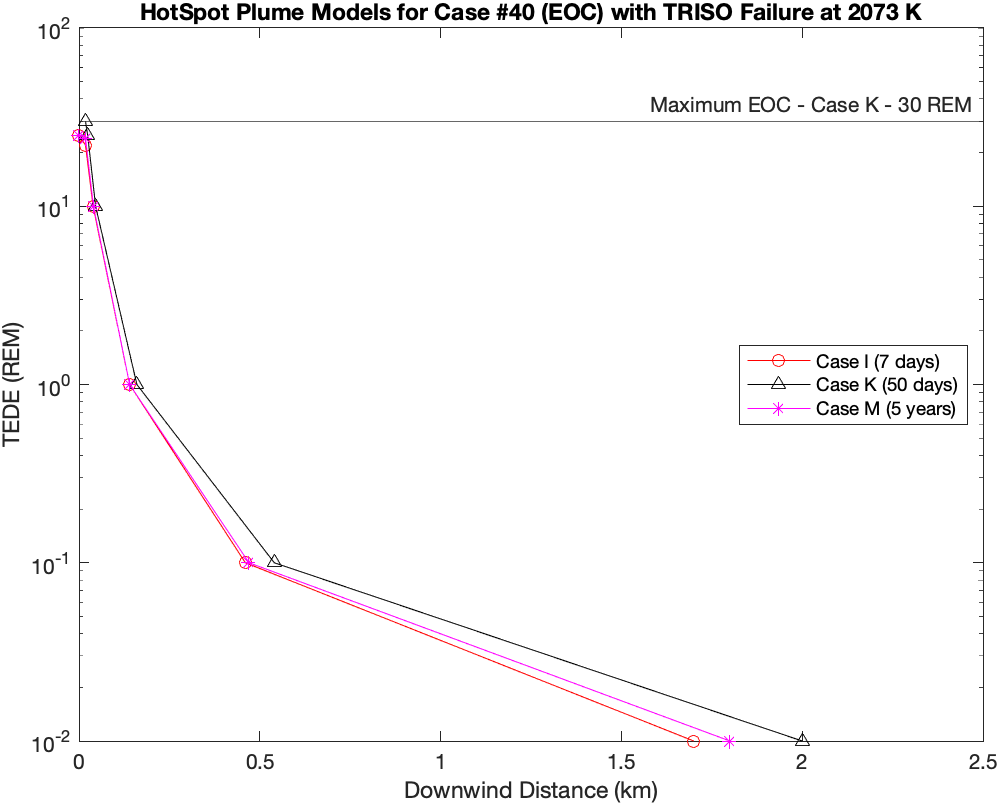 HotSpot Plume Models for Case #40 (EOC) with TRISO Failure at 2073 K
10²
Maximum EOC - Case K - 30 REM
10¹
10⁰
10⁻¹
10⁻²
TEDE (REM)
Case I (7 days)
Case K (50 days)
Case M (5 years)
0
0.5
1
1.5
2
2.5
Downwind Distance (km)